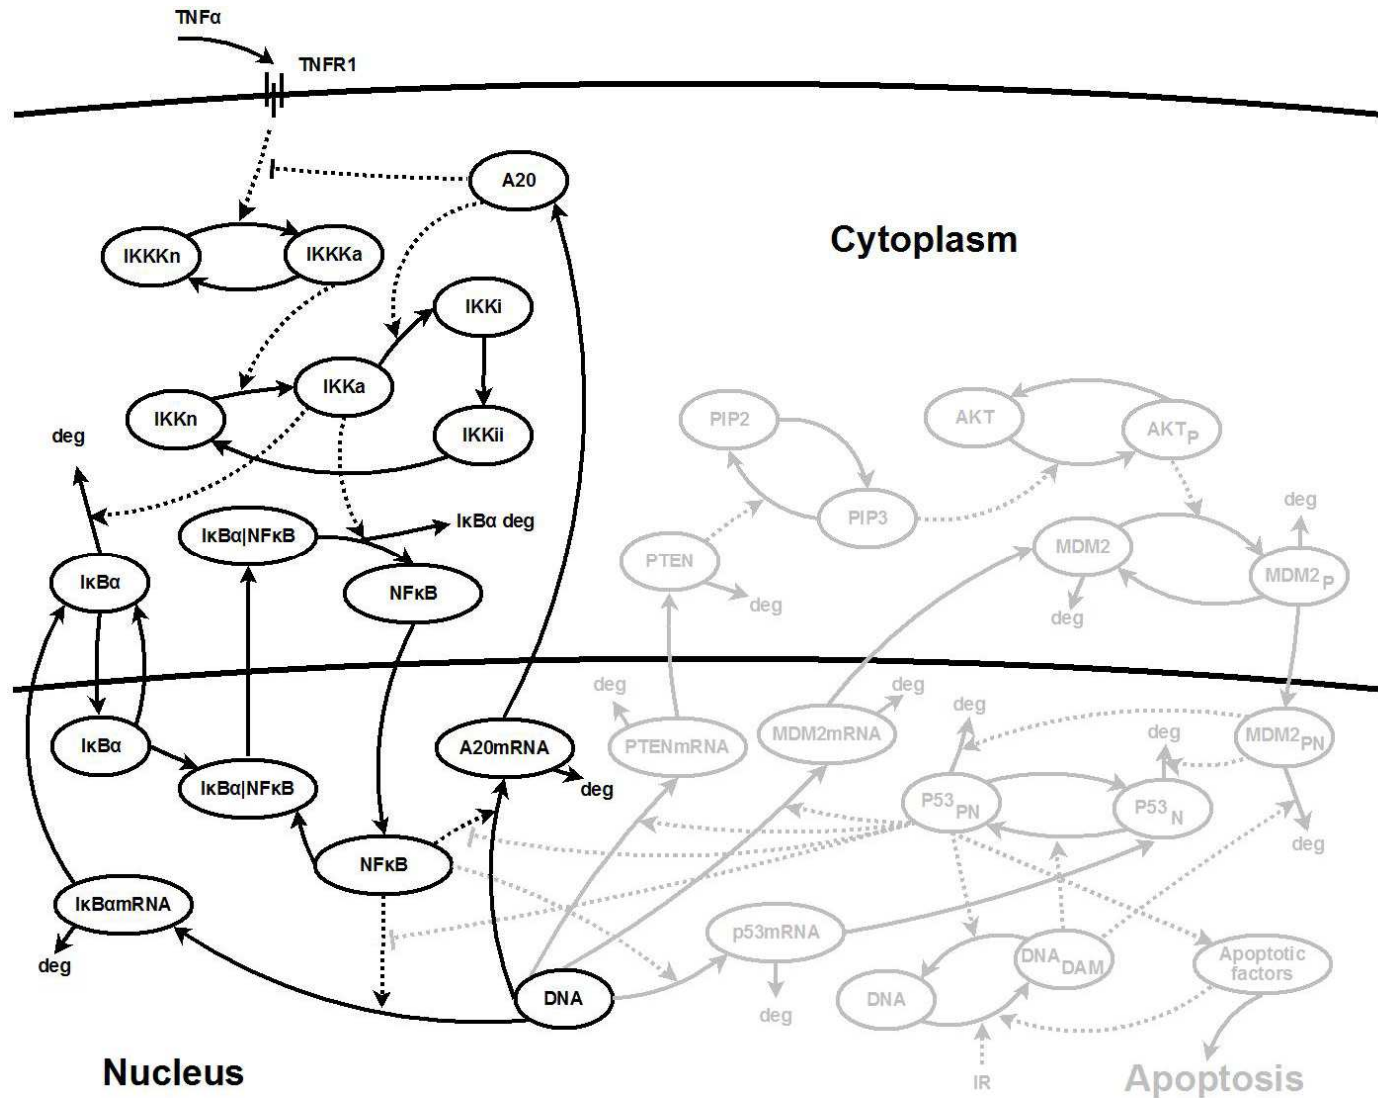 TNFα
TNFR1
A20
Cytoplasm
IKKKn
IKKKa
IKKi
IKKa
IKKn
IKKii
PIP2
AKT
AKTP
deg
IκBα|NFκB
IκBα deg
PIP3
deg
MDM2
PTEN
MDM2P
IκBα
NFκB
deg
deg
deg
deg
deg
IκBα
A20mRNA
PTENmRNA
MDM2mRNA
deg
MDM2PN
IκBα|NFκB
deg
P53PN
P53N
deg
NFκB
IκBαmRNA
p53mRNA
deg
DNADAM
Apoptotic
factors
DNA
DNA
deg
Nucleus
IR
Apoptosis